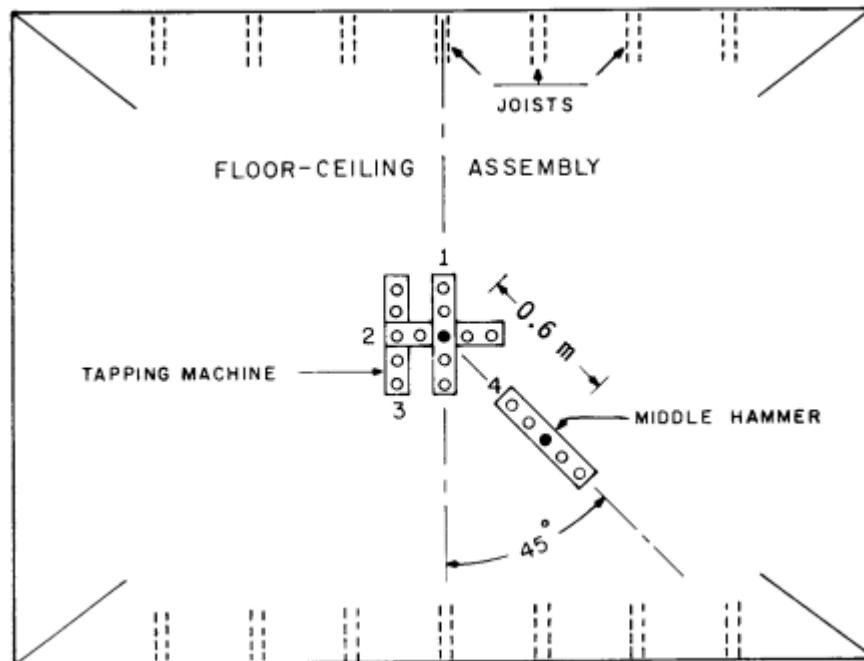 JOISTS
FLOOR-CEILING ASSEMBLY
1
0.6 m
2
TAPPING MACHINE
4
3
MIDDLE HAMMER
45°